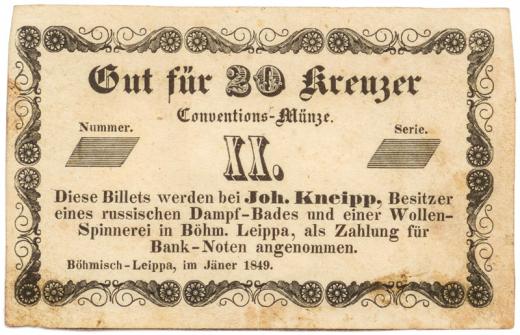 Gut für 20 Kreuzer
Conventions-Münze.
Nummer.
Serie.
II.
Diese Billets werden bei Joh. Kneipp, Besitzer
eines russischen Dampf-Bades und einer Wollen-
Spinnerei in Böhm. Leippa, als Zahlung für
Bank-Noten angenommen.
Böhmisch-Leippa, im Jäner 1849.